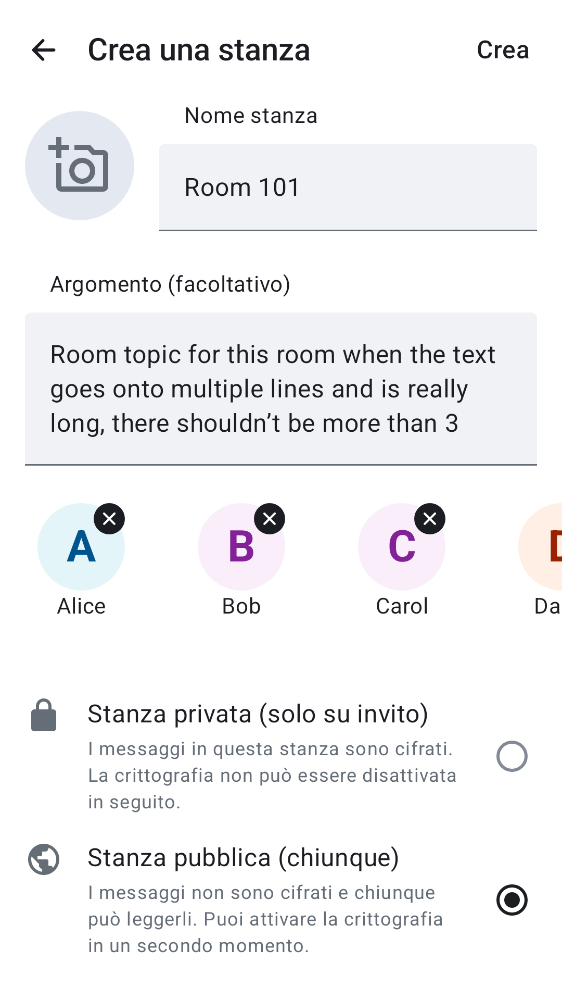 Crea una stanza
Crea
Nome stanza
Room 101
Argomento (facoltativo)
Room topic for this room when the text
goes onto multiple lines and is really
long, there shouldn’t be more than 3
A
B
C
D
Alice
Bob
Carol
Da
Stanza privata (solo su invito)
I messaggi in questa stanza sono cifrati.
La crittografia non può essere disattivata
in seguito.
Stanza pubblica (chiunque)
I messaggi non sono cifrati e chiunque
può leggerli. Puoi attivare la crittografia
in un secondo momento.